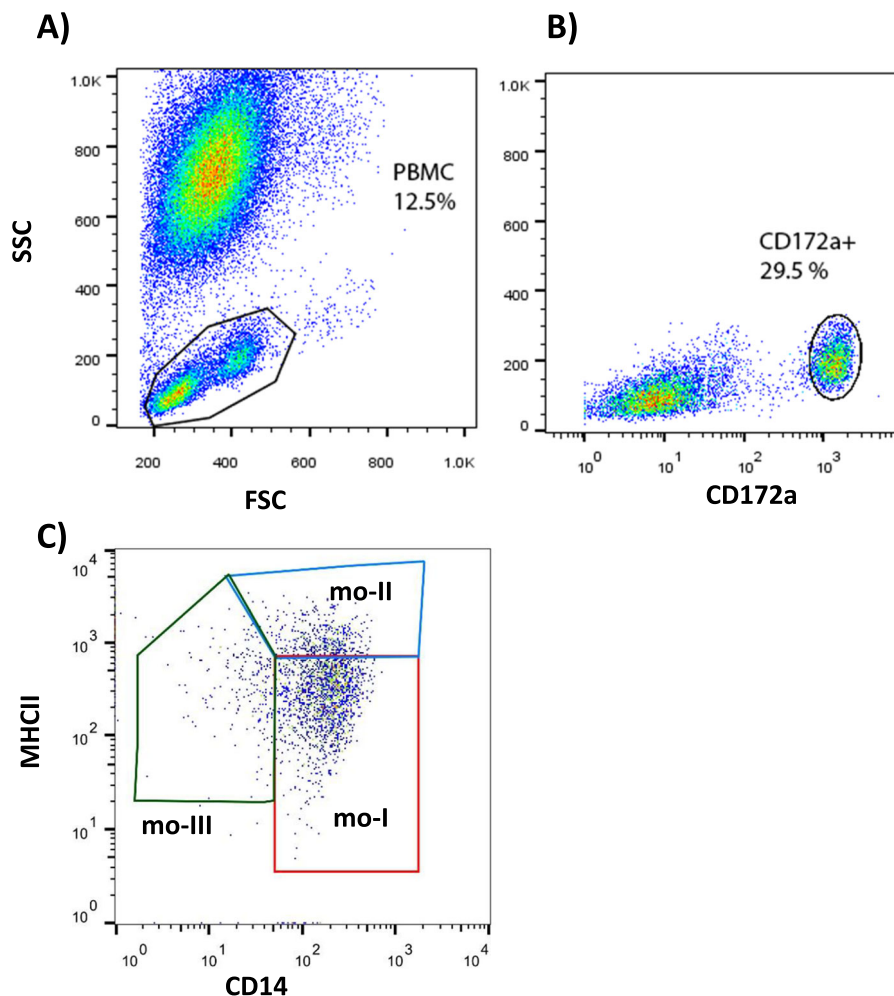 A)
1.0K
800
600
400
200
0
SSC
PBMC
12.5%
200 400 600 800 1.0K
FSC
B)
1.0K
800
600
400
200
0
CD172a+
29.5 %
10^0 10^1 10^2 10^3
CD172a
C)
10^4
10^3
10^2
10^1
10^0
MHCII
mo-II
mo-I
mo-III
10^0 10^1 10^2 10^3 10^4
CD14